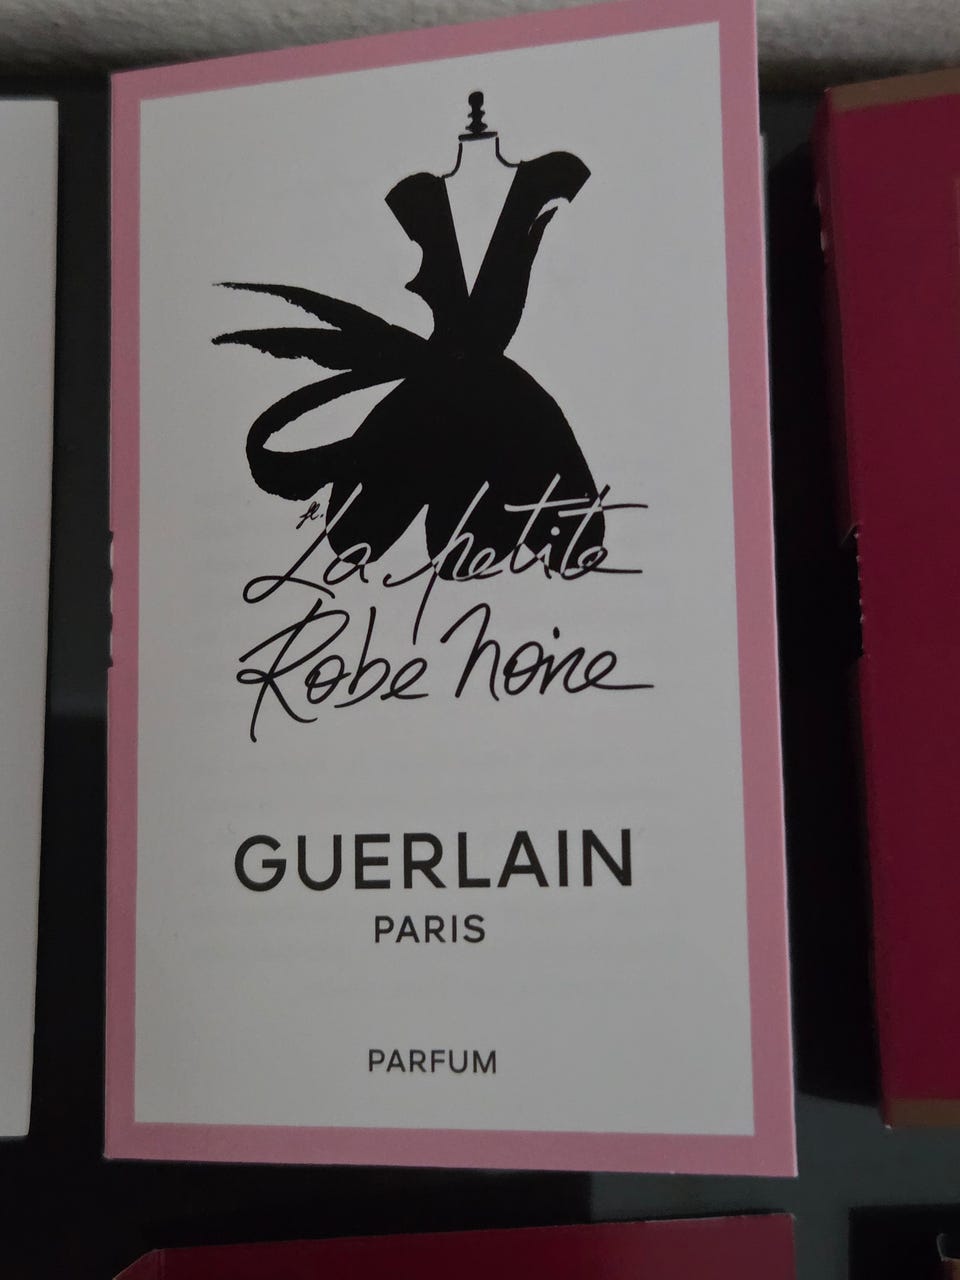 La petite
Robe Noire
GUERLAIN
PARIS
PARFUM